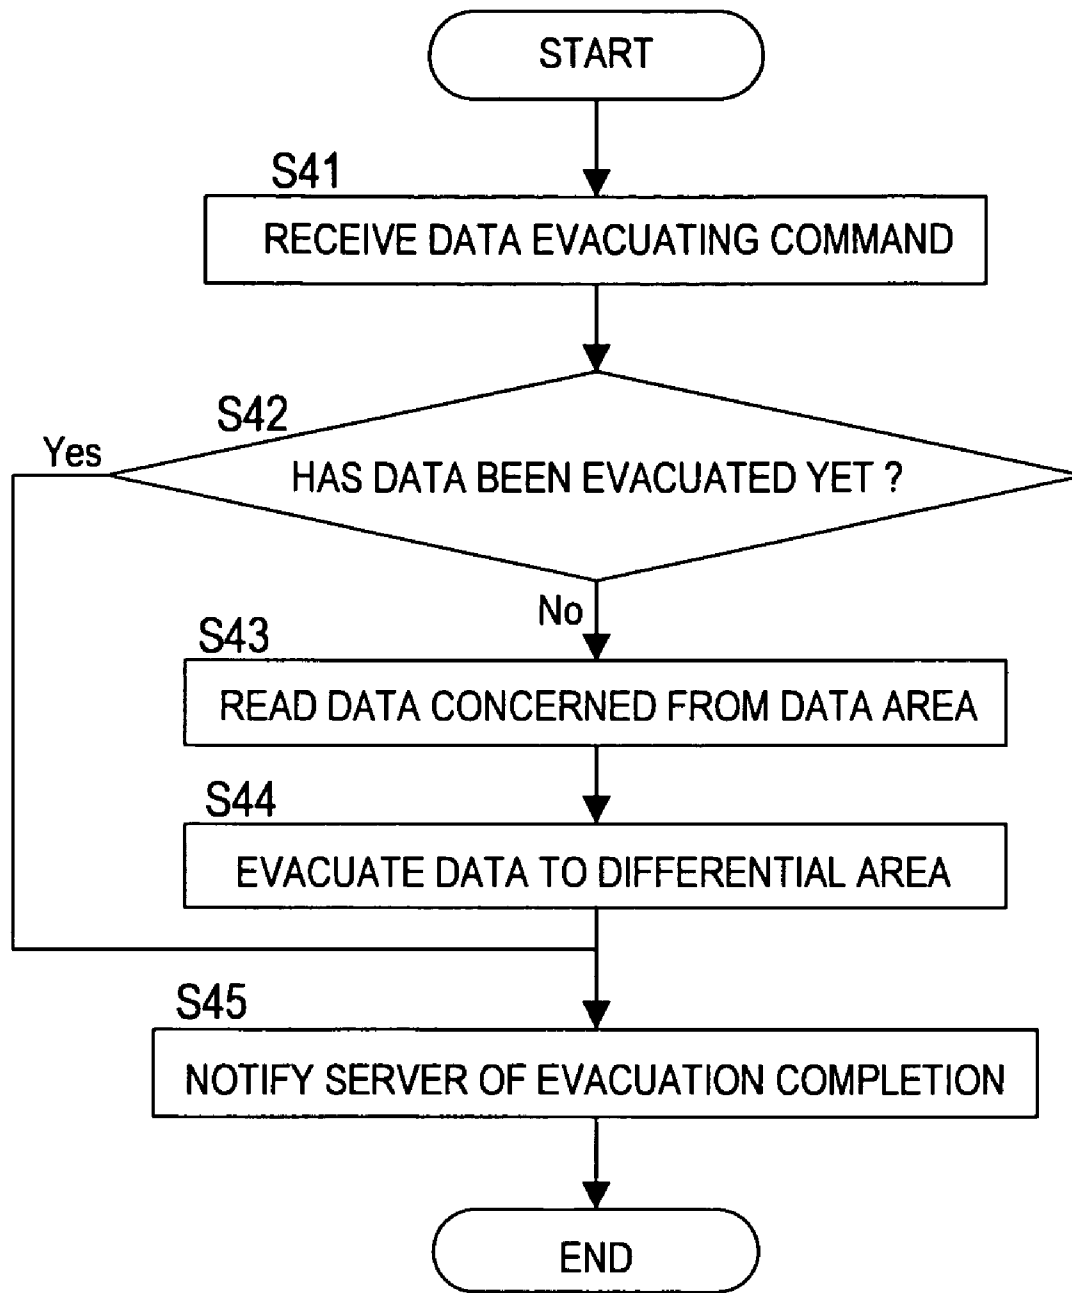 START
S41
RECEIVE DATA EVACUATING COMMAND
S42
Yes
HAS DATA BEEN EVACUATED YET ?
No
S43
READ DATA CONCERNED FROM DATA AREA
S44
EVACUATE DATA TO DIFFERENTIAL AREA
S45
NOTIFY SERVER OF EVACUATION COMPLETION
END